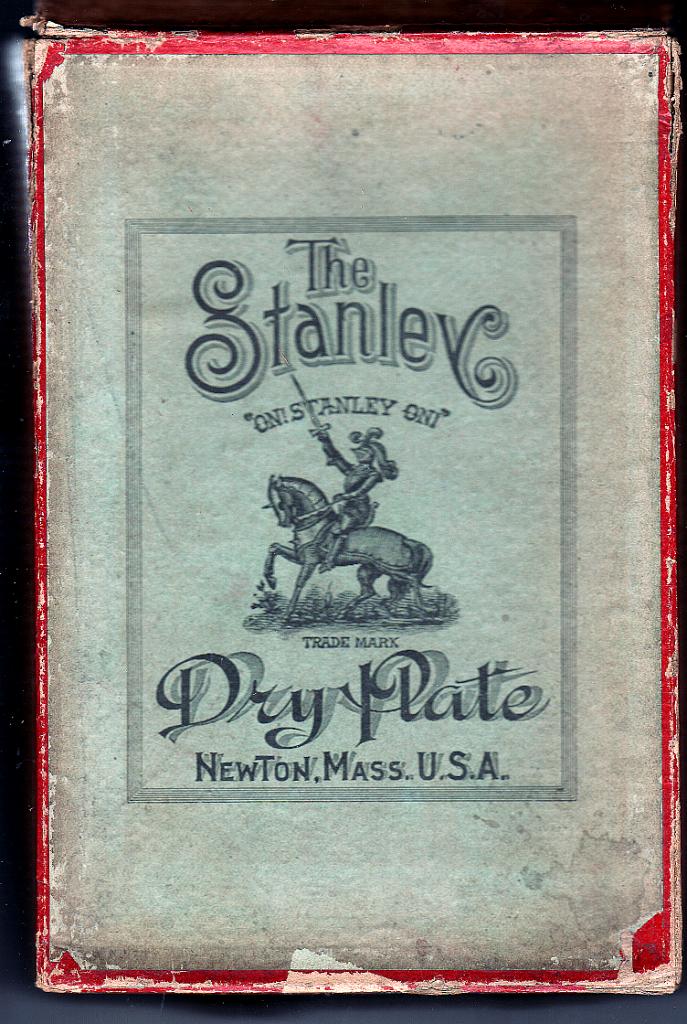 The
Stanley
"ON! STANLEY ON!"
TRADE MARK
Dry Plate
NEWTON, MASS. U.S.A.